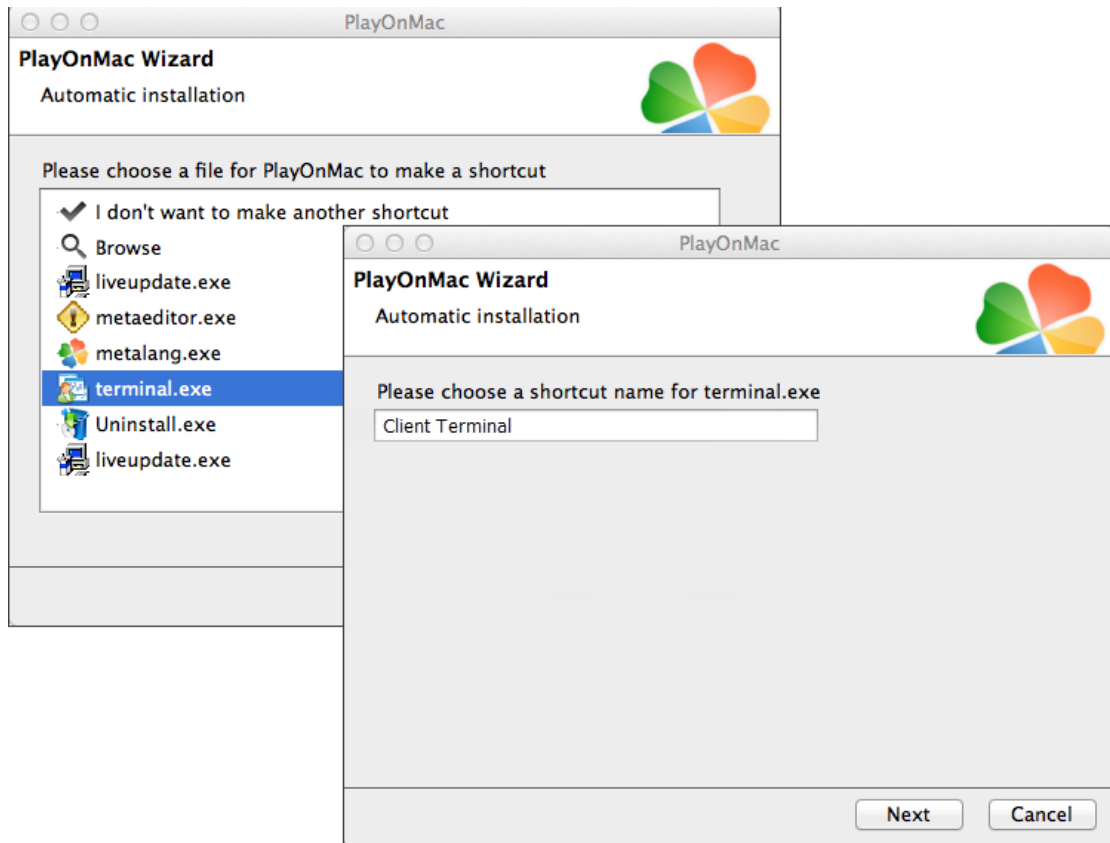 PlayOnMac
PlayOnMac Wizard
Automatic installation
Please choose a file for PlayOnMac to make a shortcut
I don't want to make another shortcut
Browse
liveupdate.exe
metaeditor.exe
metalang.exe
terminal.exe
Uninstall.exe
liveupdate.exe
PlayOnMac
PlayOnMac Wizard
Automatic installation
Please choose a shortcut name for terminal.exe
Client Terminal
Next
Cancel